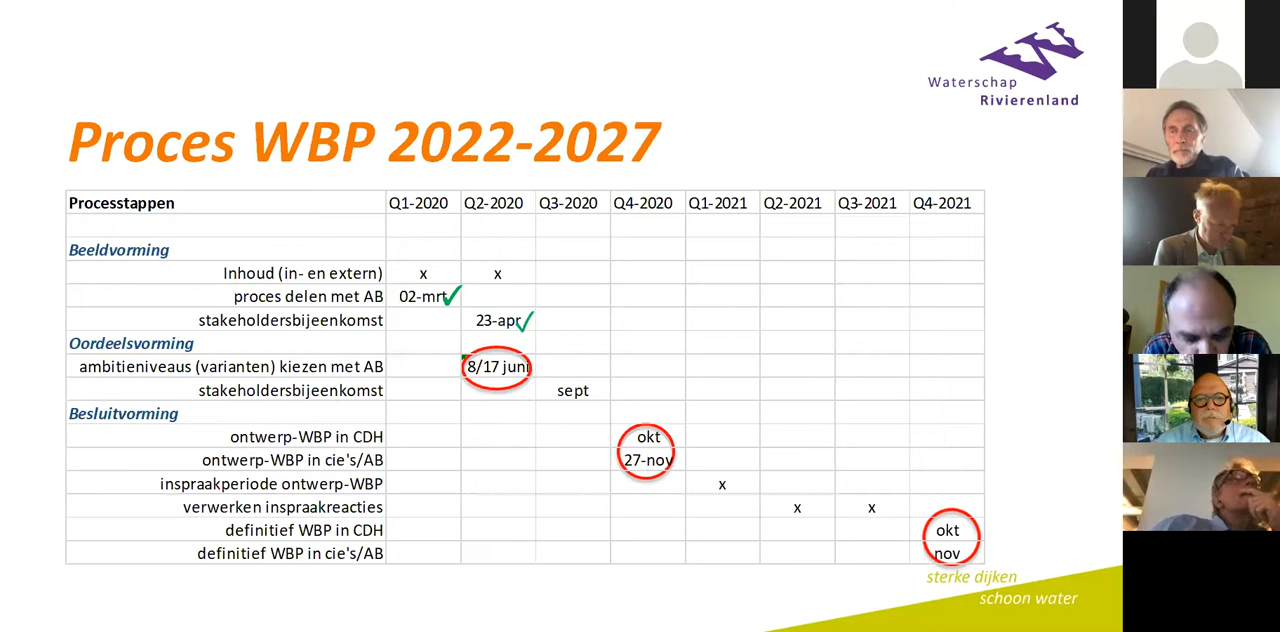 Waterschap
Rivierenland
Proces WBP 2022-2027
Processtappen Q1-2020 Q2-2020 Q3-2020 Q4-2020 Q1-2021 Q2-2021 Q3-2021 Q4-2021
Beeldvorming
Inhoud (in- en extern) x x
proces delen met AB 02-mrt
stakeholdersbijeenkomst 23-apr
Oordeelsvorming
ambitieniveaus (varianten) kiezen met AB 8/17 juni
stakeholdersbijeenkomst sept
Besluitvorming
ontwerp-WBP in CDH okt
ontwerp-WBP in cie's/AB 27-nov
inspraakperiode ontwerp-WBP x
verwerken inspraakreacties x x
definitief WBP in CDH okt
definitief WBP in cie's/AB nov
sterke dijken
schoon water